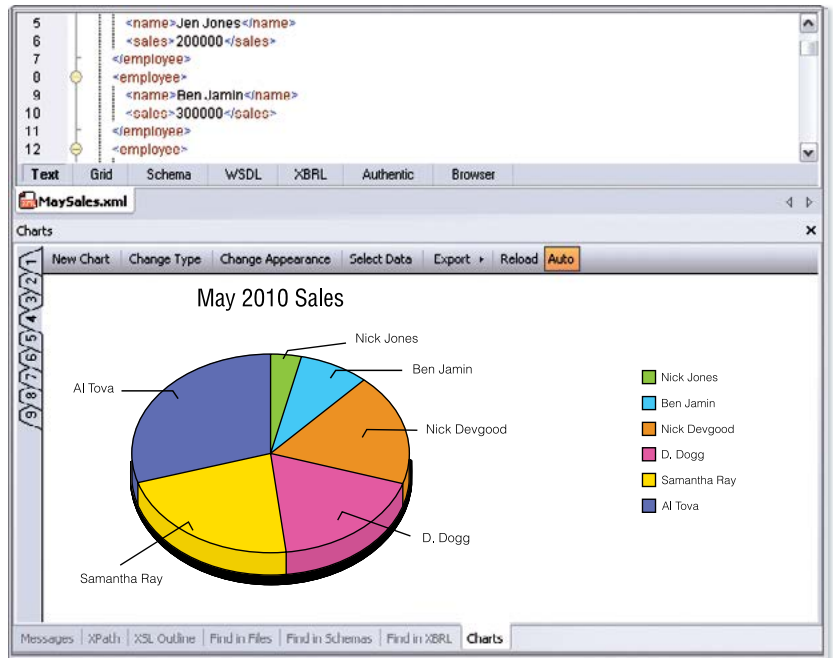 5 <name>Jen Jones</name>
6 <sales>200000</sales>
7 </employee>
8 <employee>
9 <name>Ben Jamin</name>
10 <sales>300000</sales>
11 </employee>
12 <employee>
Text Grid Schema WSDL XBRL Authentic Browser
MaySales.xml
Charts
New Chart Change Type Change Appearance Select Data Export Reload Auto
1
2
3
4
5
6
7
8
9
May 2010 Sales
Nick Jones
Ben Jamin
Al Tova
Nick Devgood
D. Dogg
Samantha Ray
Nick Jones
Ben Jamin
Nick Devgood
D. Dogg
Samantha Ray
Al Tova
Messages XPath XSL Outline Find in Files Find in Schemas Find in XBRL Charts